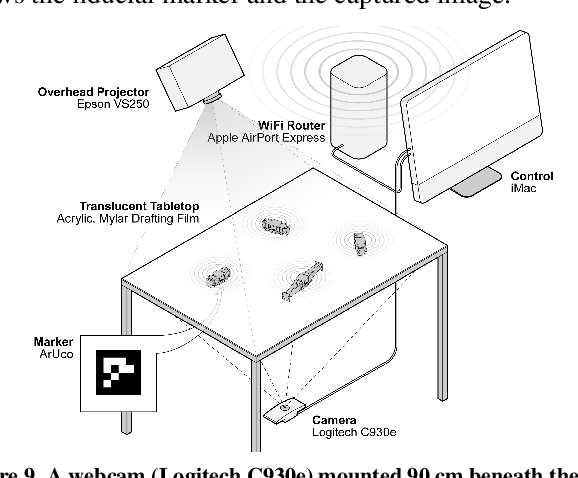 ws the fiducial marker and the captured image.
Overhead Projector
Epson VS250
WiFi Router
Apple AirPort Express
Control
iMac
Translucent Tabletop
Acrylic, Mylar Drafting Film
Marker
ArUco
Camera
Logitech C930e
re 9. A webcam (Logitech C930e) mounted 90 cm beneath the